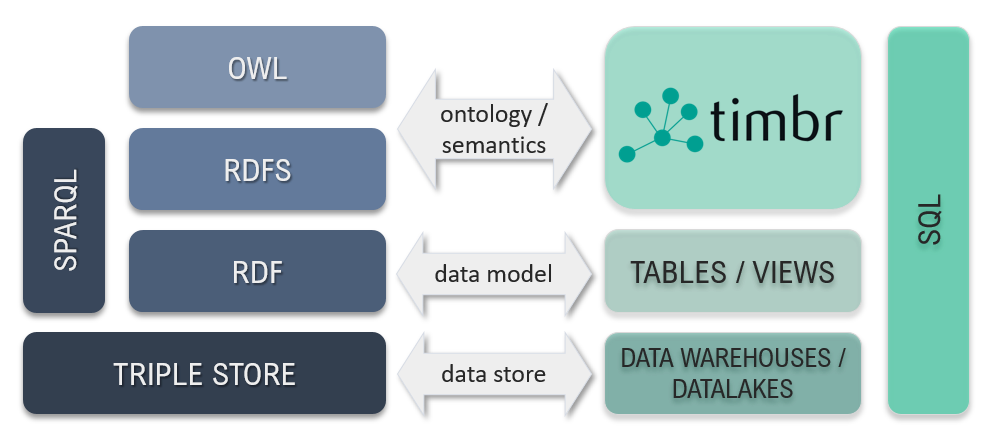 OWL
ontology /
semantics
timbr
SPARQL
RDFS
SQL
RDF
data model
TABLES / VIEWS
TRIPLE STORE
data store
DATA WAREHOUSES /
DATALAKES